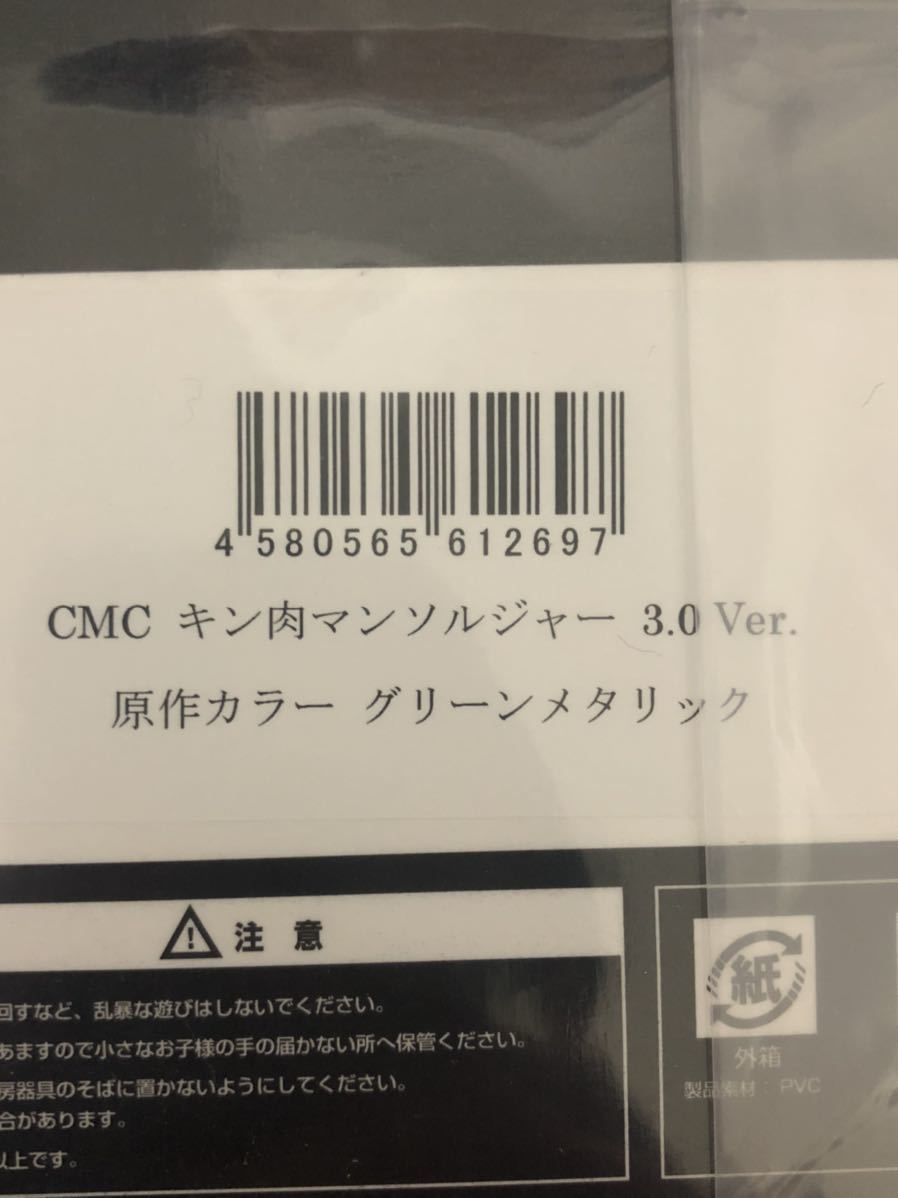 4 580565 612697
CMC キン肉マンソルジャー 3.0 Ver.
原作カラー グリーンメタリック
注 意
回すなど、乱暴な遊びはしないでください。
あますので小さなお子様の手の届かない所へ保管ください。
房器具のそばに置かないようにしてください。
合があります。
以上です。
紙
外箱
製品素材：PVC